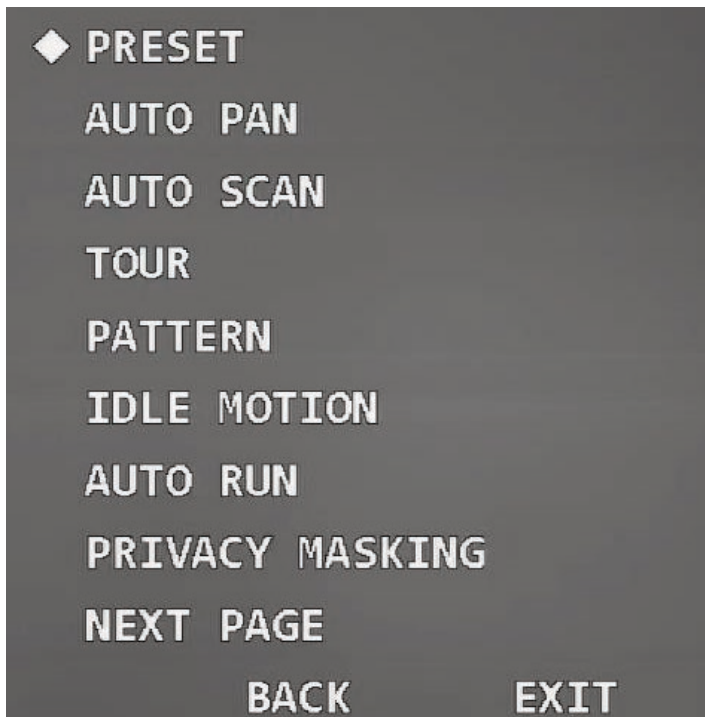 PRESET
AUTO PAN
AUTO SCAN
TOUR
PATTERN
IDLE MOTION
AUTO RUN
PRIVACY MASKING
NEXT PAGE
BACK EXIT